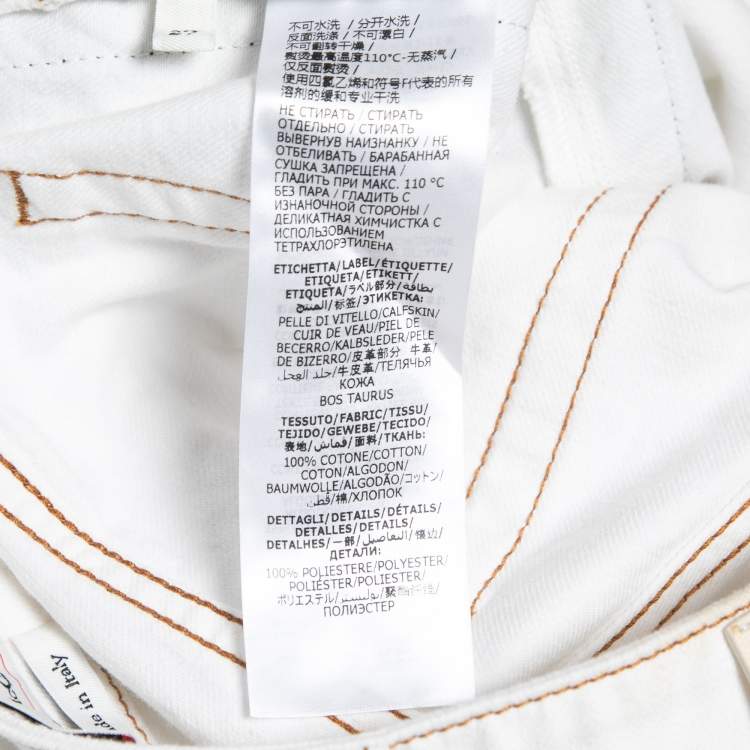 27
不可水洗 / 分开水洗 /
反面洗涤 / 不可漂白 /
不可翻转干燥 /
熨烫最高温度110°C-无蒸汽 /
仅反面熨烫 /
使用四氯乙烯和符号F代表的所有
溶剂的缓和专业干洗
НЕ СТИРАТЬ / СТИРАТЬ
ОТДЕЛЬНО / СТИРАТЬ
ВЫВЕРНУВ НАИЗНАНКУ / НЕ
ОТБЕЛИВАТЬ / БАРАБАННАЯ
СУШКА ЗАПРЕЩЕНА /
ГЛАДИТЬ ПРИ МАКС. 110 °C
БЕЗ ПАРА / ГЛАДИТЬ С
ИЗНАНОЧНОЙ СТОРОНЫ /
ДЕЛИКАТНАЯ ХИМЧИСТКА С
ИСПОЛЬЗОВАНИЕМ
ТЕТРАХЛОРЭТИЛЕНА
ETICHETTA/LABEL/ÉTIQUETTE/
ETIQUETA/ETIKETT/
ETIQUETA/ラベル部分/بطاقة
المنتج/标签/ЭТИКЕТКА:
PELLE DI VITELLO/CALFSKIN/
CUIR DE VEAU/PIEL DE
BECERRO/KALBSLEDER/PELE
DE BIZERRO/皮革部分 牛革/
جلد العجل/牛皮革/ТЕЛЯЧЬЯ
КОЖА
BOS TAURUS
TESSUTO/FABRIC/TISSU/
TEJIDO/GEWEBE/TECIDO/
表地/قماش/面料/ТКАНЬ:
100% COTONE/COTTON/
COTON/ALGODON/
BAUMWOLLE/ALGODÃO/コットン/
قطن/棉/ХЛОПОК
DETTAGLI/DETAILS/DÉTAILS/
DETALLES/DETAILS/
DETALHES/一部/التفاصيل/
ДЕТАЛИ:
100% POLIESTERE/POLYESTER/
POLIÉSTER/POLIESTER/
ポリエステル/بوليستر/聚酯纤维/
ПОЛИЭСТЕР
de in Italy